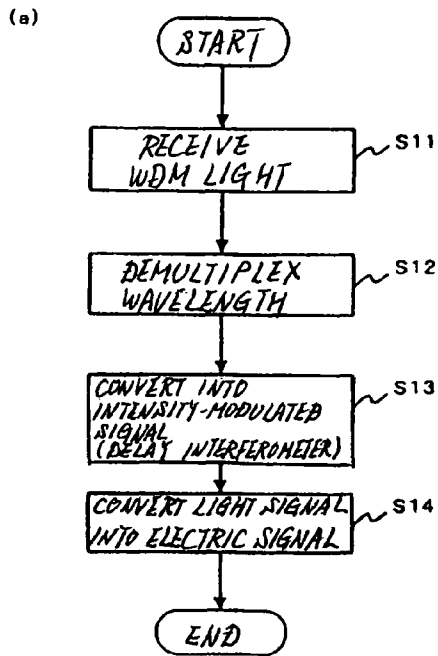 (a)
START
RECEIVE
WDM LIGHT
S11
DEMULTIPLEX
WAVELENGTH
S12
CONVERT INTO
INTENSITY-MODULATED
SIGNAL
(DELAY INTERFEROMETER)
S13
CONVERT LIGHT SIGNAL
INTO ELECTRIC SIGNAL
S14
END